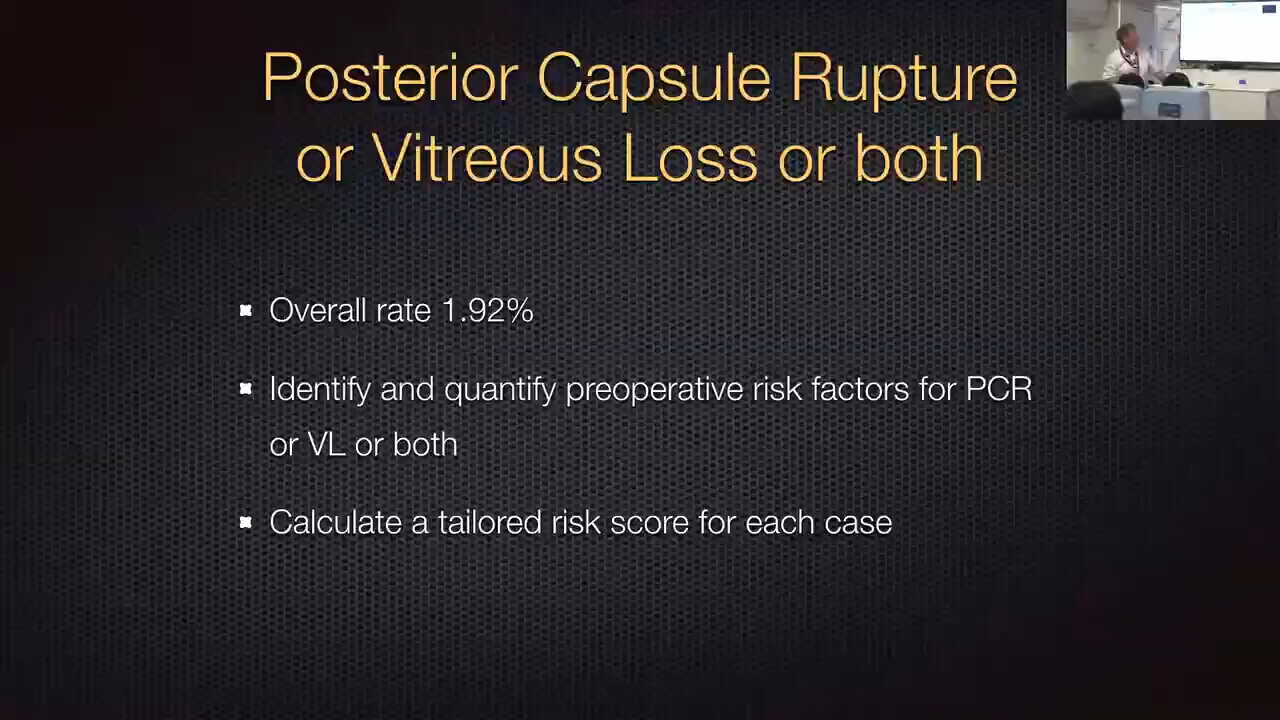 Posterior Capsule Rupture
or Vitreous Loss or both
Overall rate 1.92%
Identify and quantify preoperative risk factors for PCR
or VL or both
Calculate a tailored risk score for each case